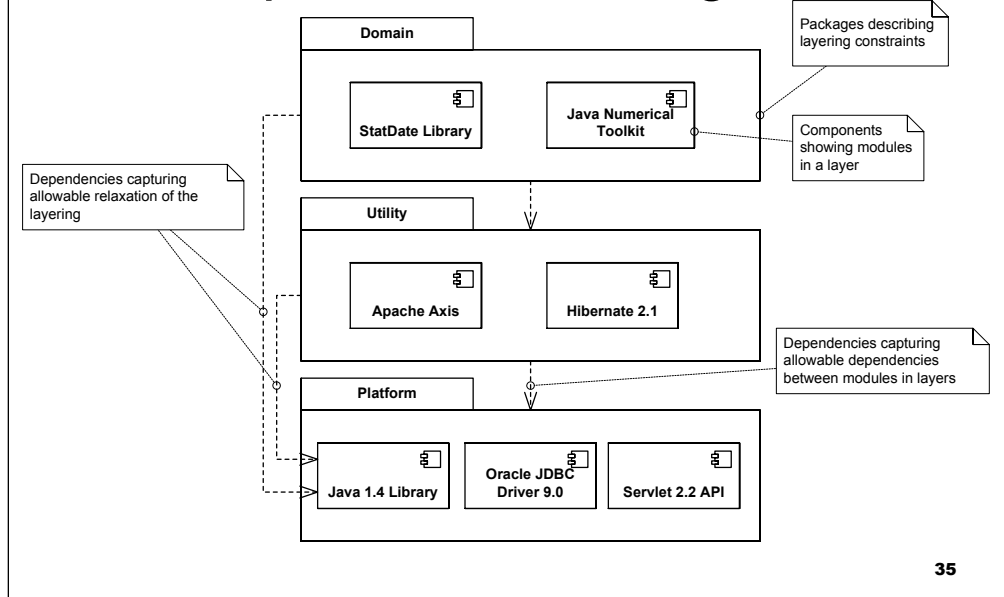 Domain
Packages describing
layering constraints
StatDate Library
Java Numerical
Toolkit
Components
showing modules
in a layer
Dependencies capturing
allowable relaxation of the
layering
Utility
Apache Axis
Hibernate 2.1
Dependencies capturing
allowable dependencies
between modules in layers
Platform
Java 1.4 Library
Oracle JDBC
Driver 9.0
Servlet 2.2 API
35